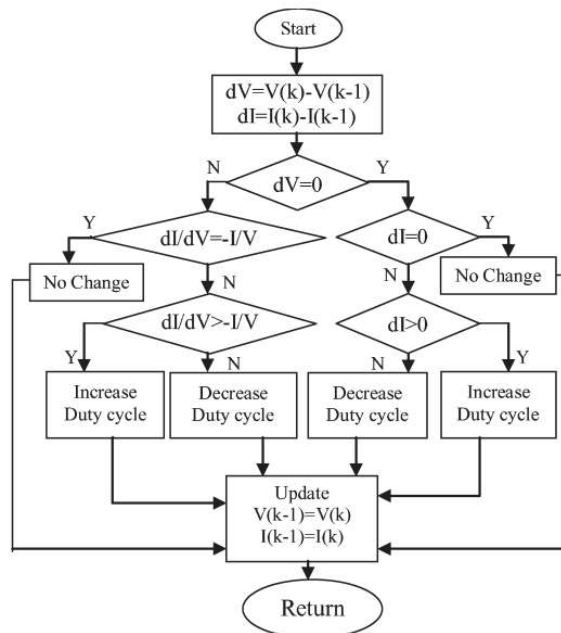 Start
dV=V(k)-V(k-1)
dI=I(k)-I(k-1)
N
Y
dV=0
Y
dI/dV=-I/V
dI=0
Y
No Change
N
N
No Change
dI/dV>-I/V
dI>0
Y
N
N
Y
Increase
Duty cycle
Decrease
Duty cycle
Decrease
Duty cycle
Increase
Duty cycle
Update
V(k-1)=V(k)
I(k-1)=I(k)
Return